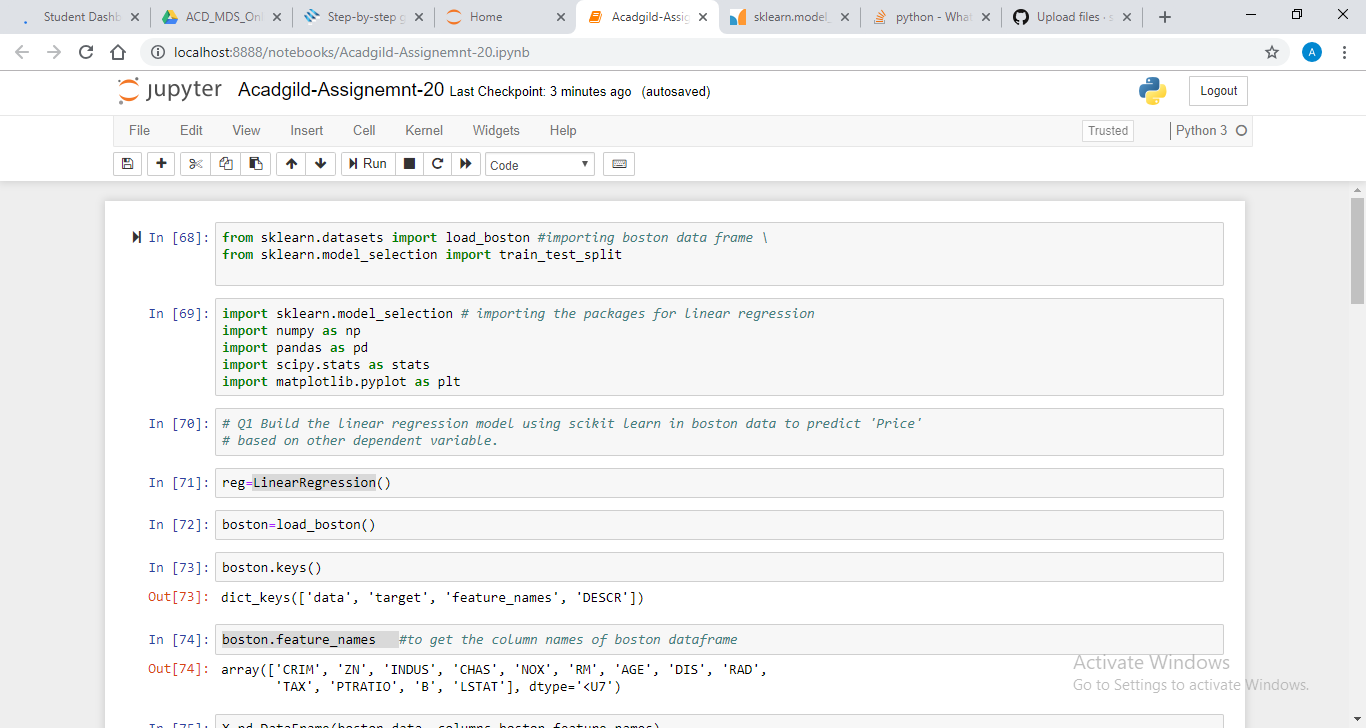 Student Dashb
ACD_MDS_Onl
Step-by-step g
Home
Acadgild-Assig
sklearn.model_
python - What
Upload files · s
localhost:8888/notebooks/Acadgild-Assignemnt-20.ipynb
A
jupyter Acadgild-Assignemnt-20 Last Checkpoint: 3 minutes ago (autosaved)
Logout
File Edit View Insert Cell Kernel Widgets Help
Trusted
Python 3
Run
Code
In [68]: from sklearn.datasets import load_boston #importing boston data frame \
from sklearn.model_selection import train_test_split
In [69]: import sklearn.model_selection # importing the packages for linear regression
import numpy as np
import pandas as pd
import scipy.stats as stats
import matplotlib.pyplot as plt
In [70]: # Q1 Build the linear regression model using scikit learn in boston data to predict 'Price'
# based on other dependent variable.
In [71]: reg=LinearRegression()
In [72]: boston=load_boston()
In [73]: boston.keys()
Out[73]: dict_keys(['data', 'target', 'feature_names', 'DESCR'])
In [74]: boston.feature_names #to get the column names of boston dataframe
Out[74]: array(['CRIM', 'ZN', 'INDUS', 'CHAS', 'NOX', 'RM', 'AGE', 'DIS', 'RAD',
'TAX', 'PTRATIO', 'B', 'LSTAT'], dtype='<U7')
Activate Windows
Go to Settings to activate Windows.
In [75]: X=pd.DataFrame(boston.data, columns=boston.feature_names)